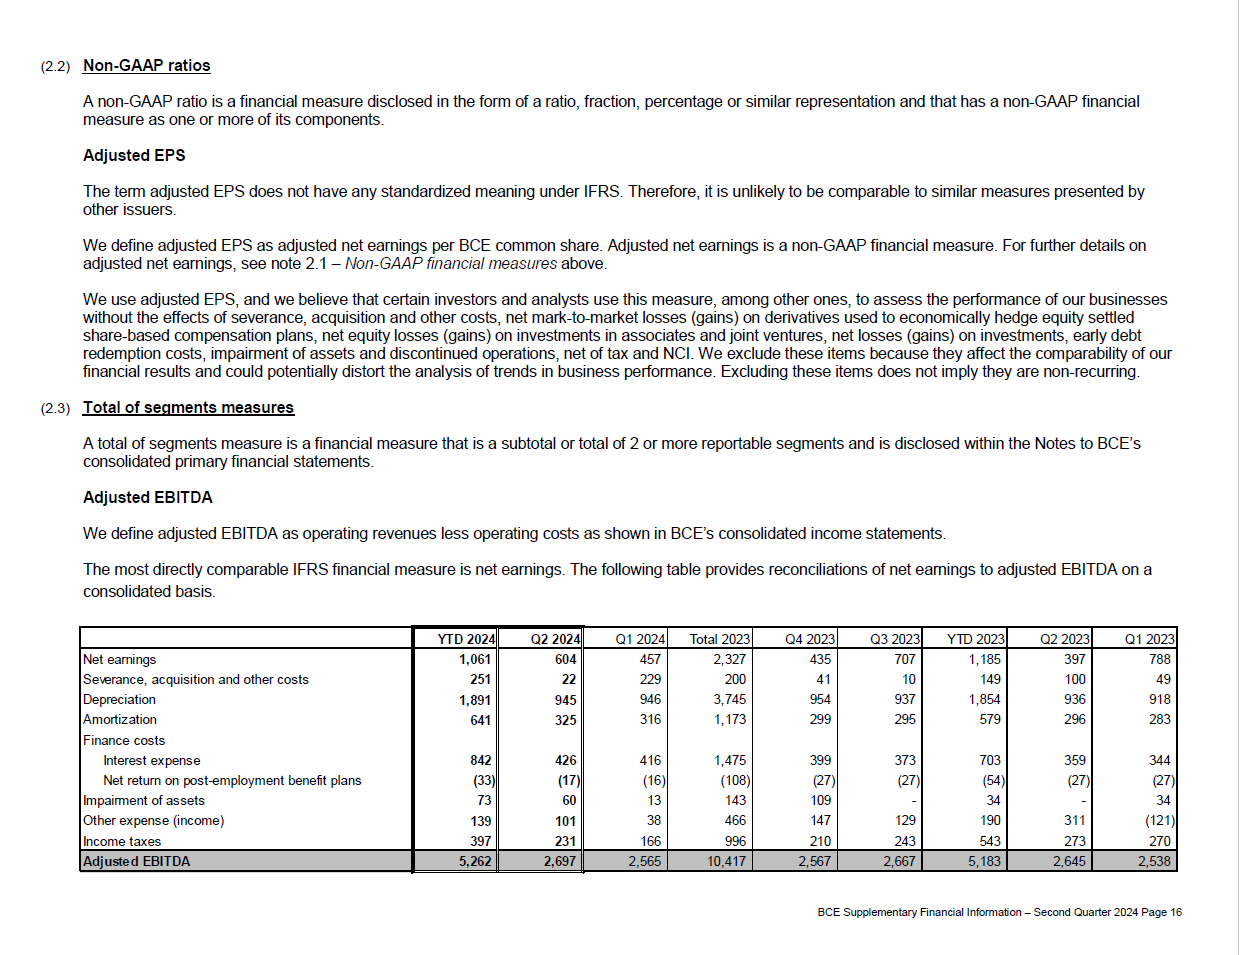 (2.2) Non-GAAP ratios
A non-GAAP ratio is a financial measure disclosed in the form of a ratio, fraction, percentage or similar representation and that has a non-GAAP financial
measure as one or more of its components.
Adjusted EPS
The term adjusted EPS does not have any standardized meaning under IFRS. Therefore, it is unlikely to be comparable to similar measures presented by
other issuers.
We define adjusted EPS as adjusted net earnings per BCE common share. Adjusted net earnings is a non-GAAP financial measure. For further details on
adjusted net earnings, see note 2.1 – Non-GAAP financial measures above.
We use adjusted EPS, and we believe that certain investors and analysts use this measure, among other ones, to assess the performance of our businesses
without the effects of severance, acquisition and other costs, net mark-to-market losses (gains) on derivatives used to economically hedge equity settled
share-based compensation plans, net equity losses (gains) on investments in associates and joint ventures, net losses (gains) on investments, early debt
redemption costs, impairment of assets and discontinued operations, net of tax and NCI. We exclude these items because they affect the comparability of our
financial results and could potentially distort the analysis of trends in business performance. Excluding these items does not imply they are non-recurring.
(2.3) Total of segments measures
A total of segments measure is a financial measure that is a subtotal or total of 2 or more reportable segments and is disclosed within the Notes to BCE’s
consolidated primary financial statements.
Adjusted EBITDA
We define adjusted EBITDA as operating revenues less operating costs as shown in BCE’s consolidated income statements.
The most directly comparable IFRS financial measure is net earnings. The following table provides reconciliations of net earnings to adjusted EBITDA on a
consolidated basis.
YTD 2024 Q2 2024 Q1 2024 Total 2023 Q4 2023 Q3 2023 YTD 2023 Q2 2023 Q1 2023
Net earnings 1,061 604 457 2,327 435 707 1,185 397 788
Severance, acquisition and other costs 251 22 229 200 41 10 149 100 49
Depreciation 1,891 945 946 3,745 954 937 1,854 936 918
Amortization 641 325 316 1,173 299 295 579 296 283
Finance costs
Interest expense 842 426 416 1,475 399 373 703 359 344
Net return on post-employment benefit plans (33) (17) (16) (108) (27) (27) (54) (27) (27)
Impairment of assets 73 60 13 143 109 - 34 - 34
Other expense (income) 139 101 38 466 147 129 190 311 (121)
Income taxes 397 231 166 996 210 243 543 273 270
Adjusted EBITDA 5,262 2,697 2,565 10,417 2,567 2,667 5,183 2,645 2,538
BCE Supplementary Financial Information – Second Quarter 2024 Page 16